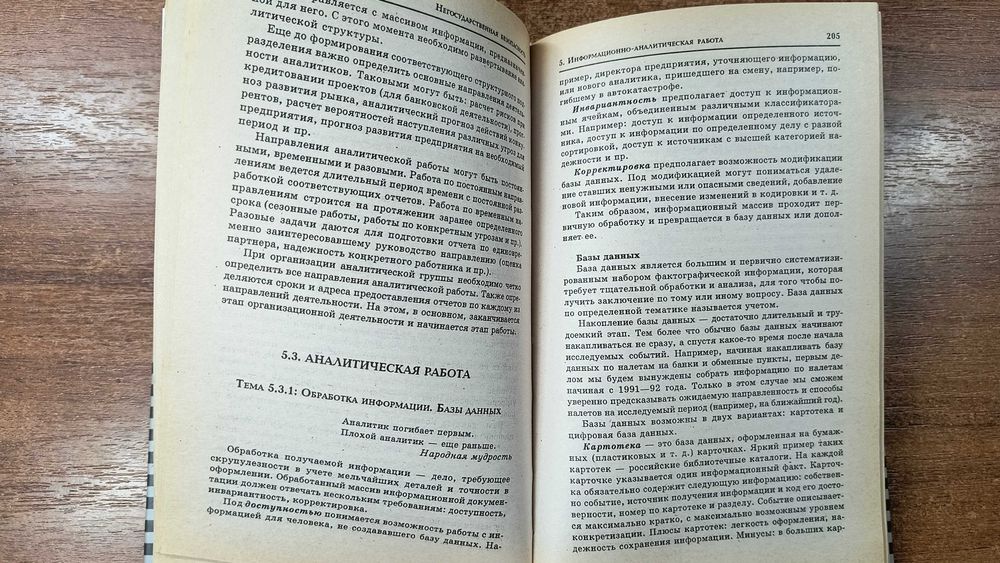 Негосударственная безопасность
равляется с массивом информации,
ной для него. С этого момента необходимо развертывание ана-
литической структуры.
Еще до формирования соответствующего структурного под-
разделения важно определить основные направления деятель-
ности аналитиков. Таковыми могут быть: расчет рисков при
кредитовании проектов (для банковской деятельности), прог-
ноз развития рынка, аналитический прогноз действий конку-
рентов, расчет вероятностей наступления различных угроз для
предприятия, прогноз развития предприятия на необходимый
период и пр.
Направления аналитической работы могут быть постоян-
ными, временными и разовыми. Работа по постоянным направ-
лениям ведется длительный период времени с постоянной раз-
работкой соответствующих отчетов. Работа по временным на-
правлениям строится на протяжении заранее определенного
срока (сезонные работы, работы по конкретным угрозам и пр.).
Разовые задачи даются для подготовки отчета по единовре-
менно заинтересовавшему руководство направлению (оценка
партнера, надежность конкретного работника и пр.).
При организации аналитической группы необходимо четко
определить все направления аналитической работы. Также опре-
деляются сроки и адреса предоставления отчетов по каждому из
направлений деятельности. На этом, в основном, заканчивается
этап организационной деятельности и начинается этап работы.
5.3. АНАЛИТИЧЕСКАЯ РАБОТА
Тема 5.3.1: Обработка информации. Базы данных
Аналитик погибает первым.
Плохой аналитик — еще раньше.
Народная мудрость
Обработка получаемой информации — дело, требующее
скрупулезности в учете мельчайших деталей и точности в
оформлении. Обработанный массив информационной докумен-
тации должен отвечать нескольким требованиям: доступность,
инвариантность, корректировка.
Под доступностью понимается возможность работы с ин-
формацией для человека, не создававшего базу данных. На-
5. Информационно-аналитическая работа 205
пример, директора предприятия, уточняющего информацию,
или нового аналитика, пришедшего на смену, например, по-
гибшему в автокатастрофе.
Инвариантность предполагает доступ к информацион-
ным ячейкам, объединенным различными классификатора-
ми. Например: доступ к информации определенного источ-
ника, доступ к информации по определенному делу с разной
сортировкой, доступ к источникам с высшей категорией на-
дежности и пр.
Корректировка предполагает возможность модификации
базы данных. Под модификацией могут пониматься удале-
ние ставших ненужными или опасными сведений, добавление
новой информации, внесение изменений в кодировки и т. д.
Таким образом, информационный массив проходит пер-
вичную обработку и превращается в базу данных или допол-
няет ее.
Базы данных
База данных является большим и первично систематизи-
рованным набором фактографической информации, которая
требует тщательной обработки и анализа, для того чтобы по-
лучить заключение по тому или иному вопросу. База данных
по определенной тематике называется учетом.
Накопление базы данных — достаточно длительный и тру-
доемкий этап. Тем более что обычно базы данных начинают
накапливаться не сразу, а спустя какое-то время после начала
исследуемых событий. Например, начиная накапливать базу
данных по налетам на банки и обменные пункты, первым де-
лом мы будем вынуждены собрать информацию по налетам
начиная с 1991—92 года. Только в этом случае мы сможем
уверенно предсказывать ожидаемую направленность и способы
налетов на исследуемый период (например, на ближайший год).
Базы данных возможны в двух вариантах: картотека и
цифровая база данных.
Картотека — это база данных, оформленная на бумаж-
ных (пластиковых и т. д.) карточках. Яркий пример таких
картотек — российские библиотечные каталоги. На каждой
карточке указывается один информационный факт. Карточ-
ка обязательно содержит следующую информацию: собствен-
но событие, источник получения информации и код его досто-
верности, номер по картотеке и разделу. Событие описывает-
ся максимально кратко, с максимально возможным уровнем
конкретизации. Плюсы картотек: легкость оформления, на-
дежность сохранения информации. Минусы: в больших кар-